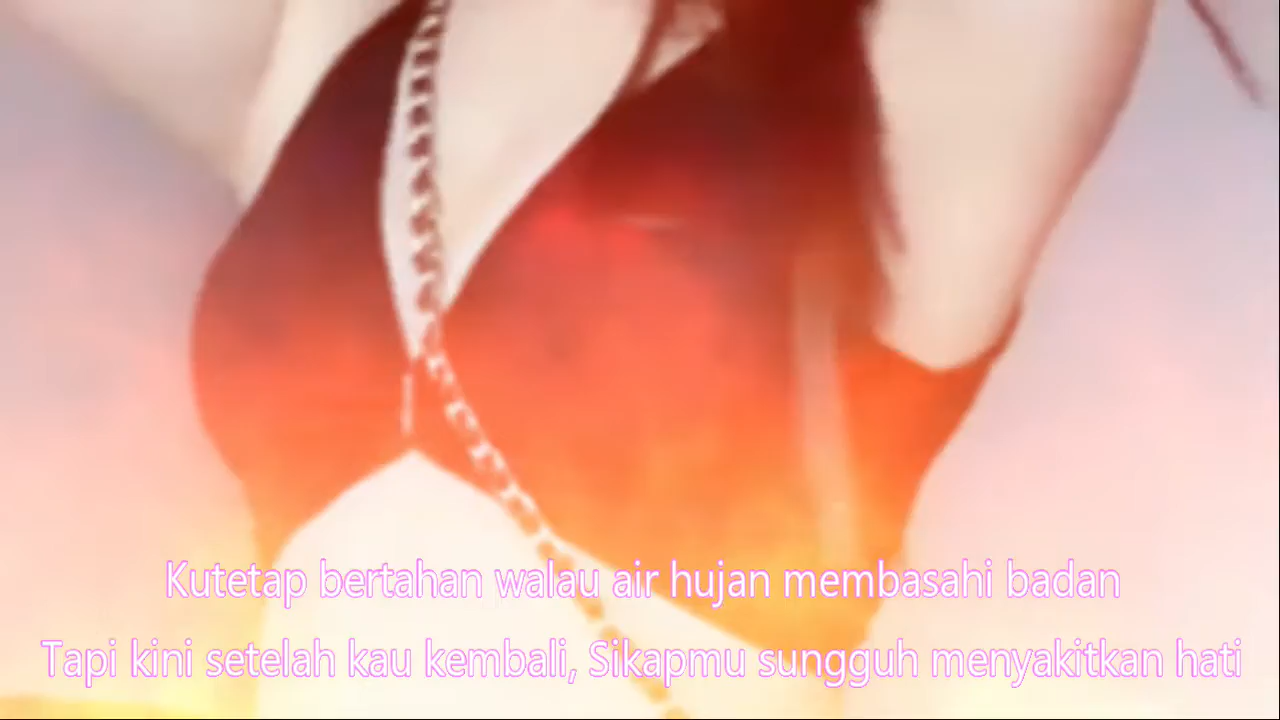 Kutetap bertahan walau air hujan membasahi badan
Tapi kini setelah kau kembali, Sikapmu sungguh menyakitkan hati